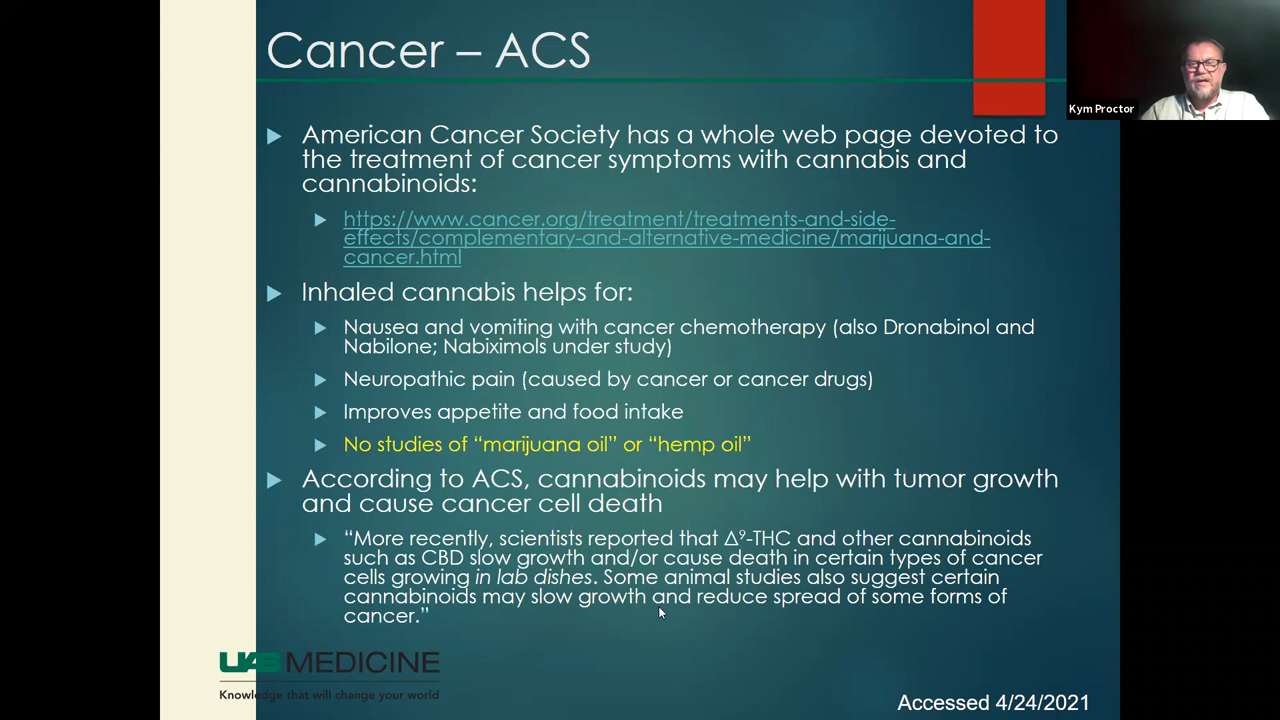 Cancer – ACS
Kym Proctor
American Cancer Society has a whole web page devoted to
the treatment of cancer symptoms with cannabis and
cannabinoids:
https://www.cancer.org/treatment/treatments-and-side-
effects/complementary-and-alternative-medicine/marijuana-and-
cancer.html
Inhaled cannabis helps for:
Nausea and vomiting with cancer chemotherapy (also Dronabinol and
Nabilone; Nabiximols under study)
Neuropathic pain (caused by cancer or cancer drugs)
Improves appetite and food intake
No studies of “marijuana oil” or “hemp oil”
According to ACS, cannabinoids may help with tumor growth
and cause cancer cell death
“More recently, scientists reported that Δ⁹-THC and other cannabinoids
such as CBD slow growth and/or cause death in certain types of cancer
cells growing in lab dishes. Some animal studies also suggest certain
cannabinoids may slow growth and reduce spread of some forms of
cancer.”
UAB MEDICINE
Knowledge that will change your world
Accessed 4/24/2021